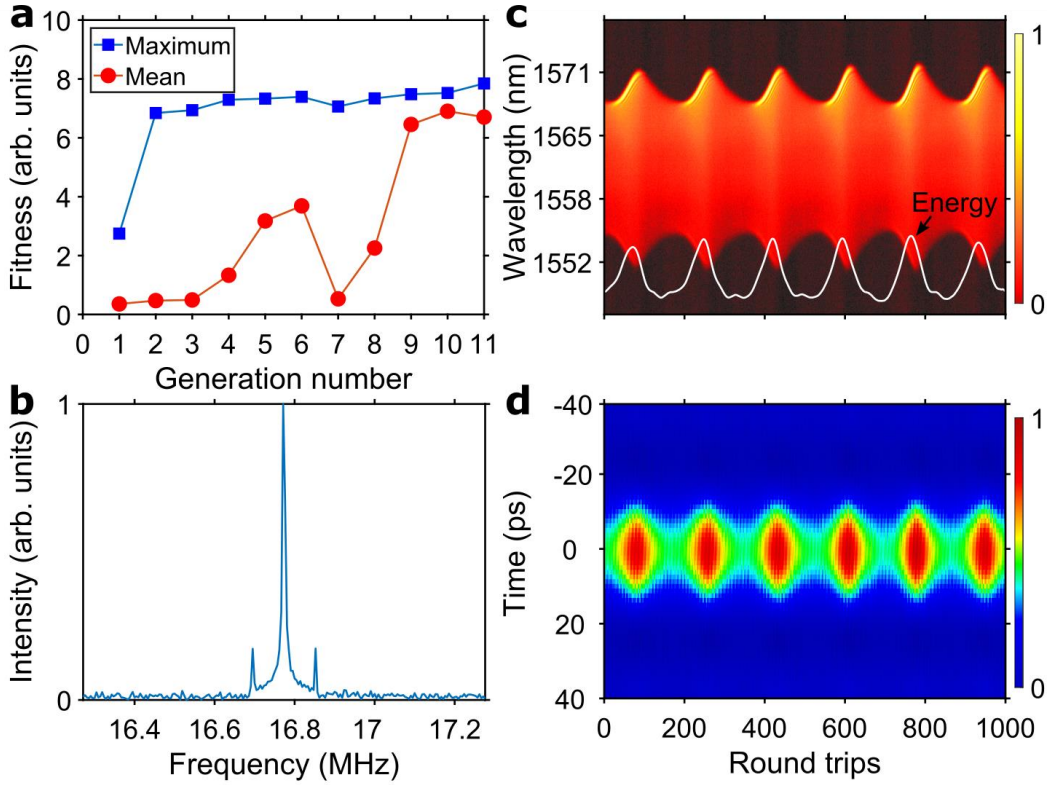 a
10
8
6
4
2
0
Fitness (arb. units)
Maximum
Mean
0 1 2 3 4 5 6 7 8 9 10 11
Generation number
c
1571
1565
1558
1552
Wavelength (nm)
Energy
1
0
b
1
0
Intensity (arb. units)
16.4 16.6 16.8 17 17.2
Frequency (MHz)
d
-40
-20
0
20
40
Time (ps)
0 200 400 600 800 1000
Round trips
1
0